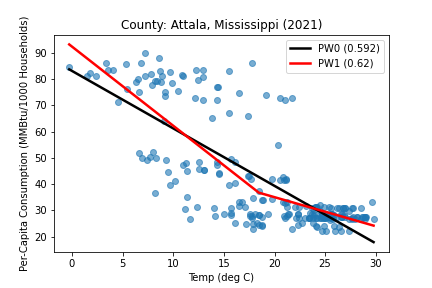 County: Attala, Mississippi (2021)
Per-Capita Consumption (MMBtu/1000 Households)
90
80
70
60
50
40
30
20
PW0 (0.592)
PW1 (0.62)
0 5 10 15 20 25 30
Temp (deg C)